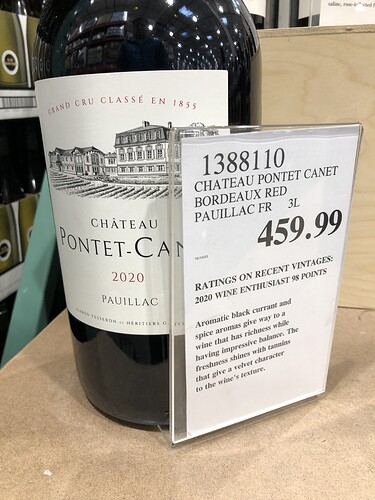 GRAND CRU CLASSÉ EN 1855
CHÂTEAU
PONTET-CAN
2020
PAUILLAC
1388110
CHATEAU PONTET CANET
BORDEAUX RED
PAUILLAC FR 3L
459.99
RATINGS ON RECENT VINTAGES:
2020 WINE ENTHUSIAST 98 POINTS
Aromatic black currant and
spice aromas give way to a
wine that has richness while
having impressive balance. The
freshness shines with tannins
that give a velvet character
to the wine's texture.